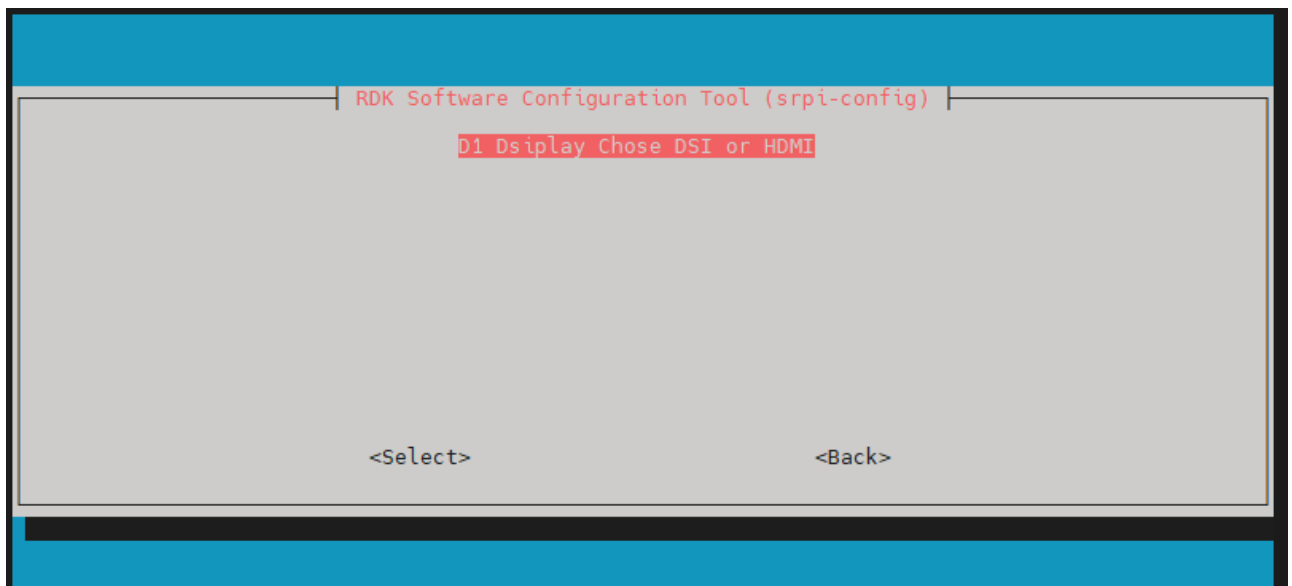 RDK Software Configuration Tool (srpi-config)
D1 Dsiplay Chose DSI or HDMI
<Select> <Back>